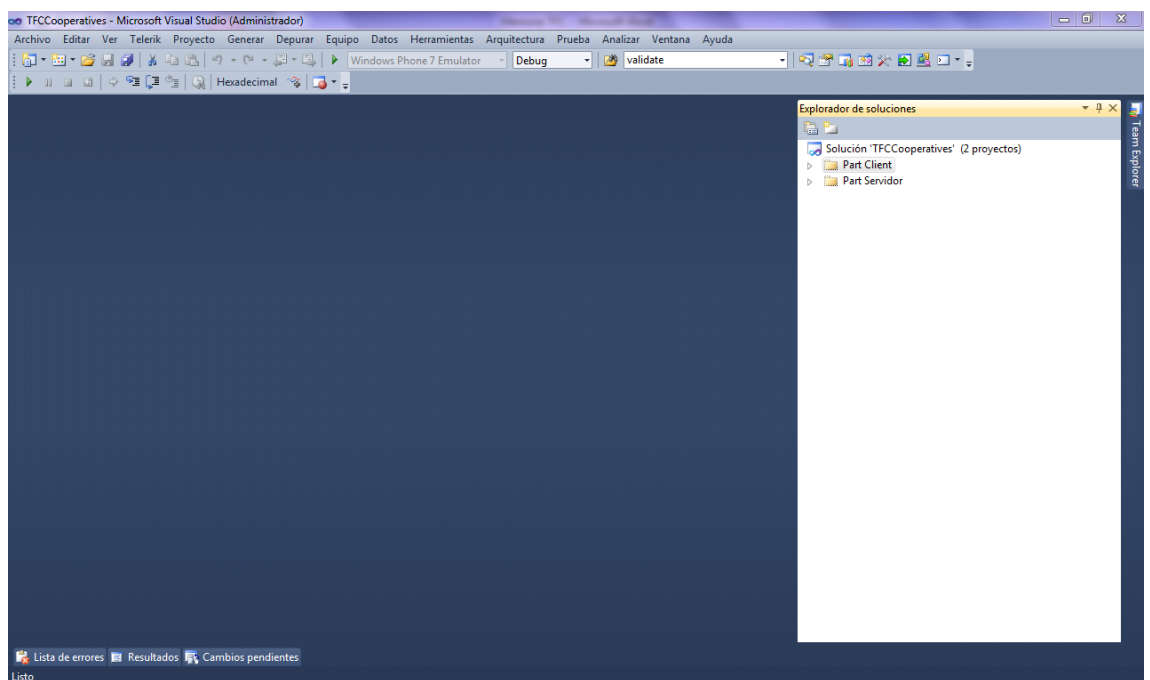 TFCCooperatives - Microsoft Visual Studio (Administrador)
Archivo Editar Ver Telerik Proyecto Generar Depurar Equipo Datos Herramientas Arquitectura Prueba Analizar Ventana Ayuda
Windows Phone 7 Emulator Debug validate
Hexadecimal
Explorador de soluciones
Solución 'TFCCooperatives' (2 proyectos)
Part Client
Part Servidor
Team Explorer
Lista de errores Resultados Cambios pendientes
Listo